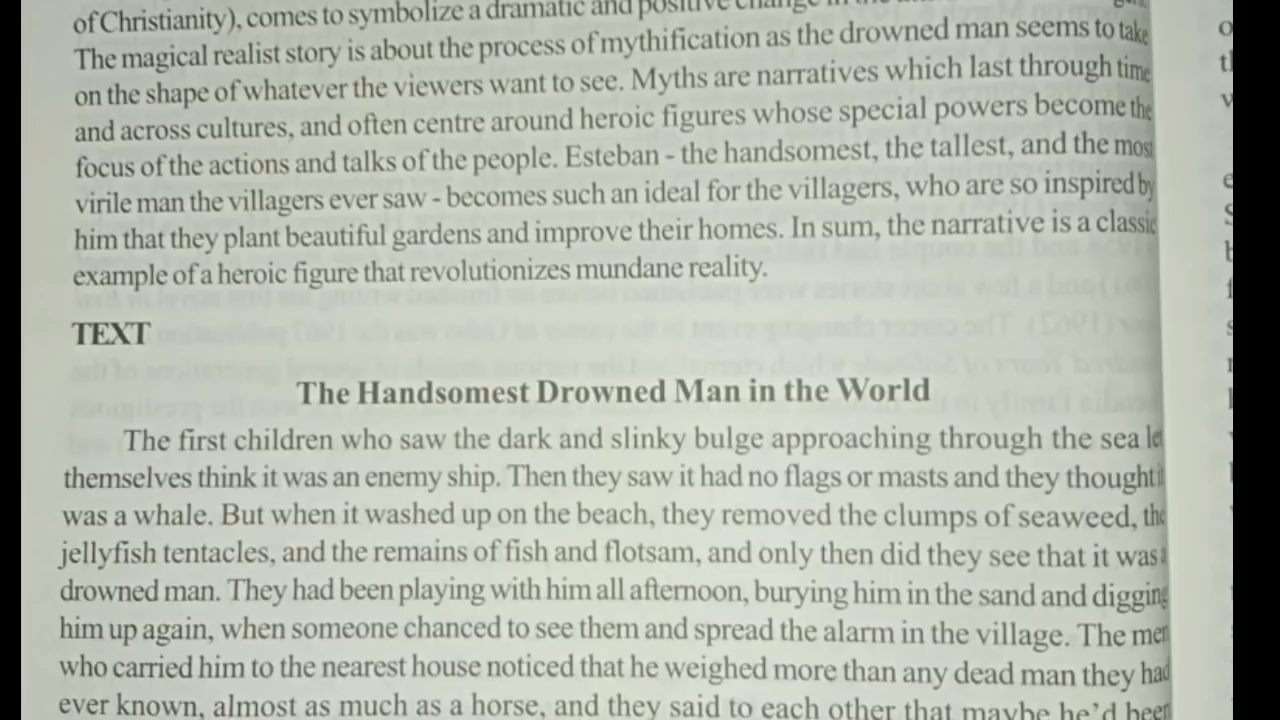 of Christianity), comes to symbolize a dramatic and positive change in the
The magical realist story is about the process of mythification as the drowned man seems to take
on the shape of whatever the viewers want to see. Myths are narratives which last through time
and across cultures, and often centre around heroic figures whose special powers become the
focus of the actions and talks of the people. Esteban - the handsomest, the tallest, and the most
virile man the villagers ever saw - becomes such an ideal for the villagers, who are so inspired by
him that they plant beautiful gardens and improve their homes. In sum, the narrative is a classic
example of a heroic figure that revolutionizes mundane reality.
TEXT
The Handsomest Drowned Man in the World
The first children who saw the dark and slinky bulge approaching through the sea let
themselves think it was an enemy ship. Then they saw it had no flags or masts and they thought
was a whale. But when it washed up on the beach, they removed the clumps of seaweed, the
jellyfish tentacles, and the remains of fish and flotsam, and only then did they see that it was a
drowned man. They had been playing with him all afternoon, burying him in the sand and digging
him up again, when someone chanced to see them and spread the alarm in the village. The men
who carried him to the nearest house noticed that he weighed more than any dead man they had
ever known, almost as much as a horse, and they said to each other that maybe he'd been